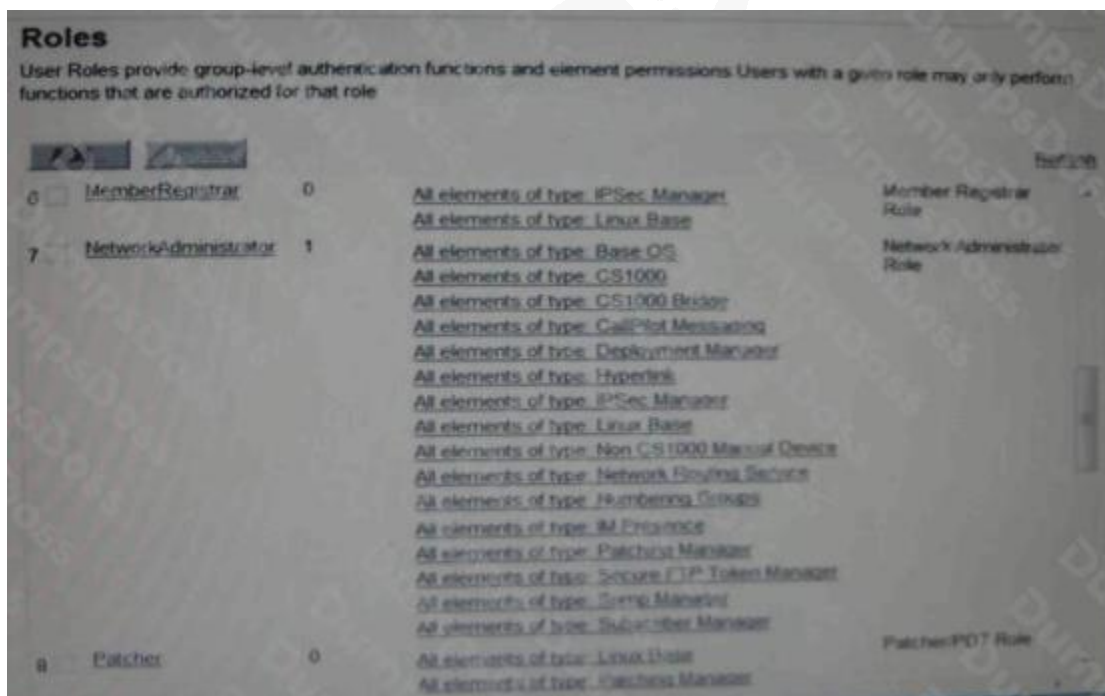 Roles
User Roles provide group-level authentication functions and element permissions Users with a given role may only perform
functions that are authorized for that role
Refresh
6 MemberRegistrar 0 All elements of type: IPSec Manager Member Registrar
All elements of type: Linux Base Role
7 NetworkAdministrator 1 All elements of type: Base OS Network Administrator
All elements of type: CS1000 Role
All elements of type: CS1000 Bridge
All elements of type: CallPilot Messaging
All elements of type: Deployment Manager
All elements of type: Hyperlink
All elements of type: IPSec Manager
All elements of type: Linux Base
All elements of type: Non CS1000 Manual Device
All elements of type: Network Routing Service
All elements of type: Numbering Groups
All elements of type: IM Presence
All elements of type: Patching Manager
All elements of type: Secure FTP Token Manager
All elements of type: Snmp Manager
All elements of type: Subscriber Manager
8 Patcher 0 All elements of type: Linux Base Patcher/PDT Role
All elements of type: Patching Manager
DumpsBoss